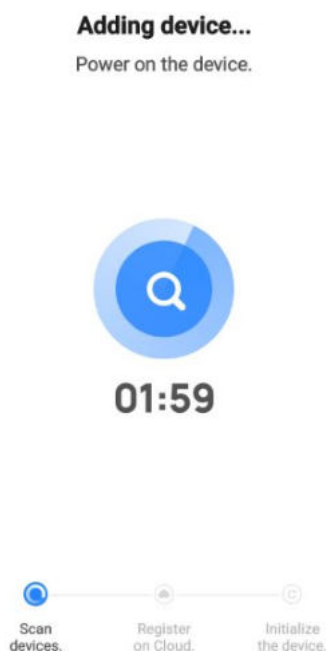 Adding device...
Power on the device.
01:59
Scan
devices.
Register
on Cloud.
Initialize
the device.